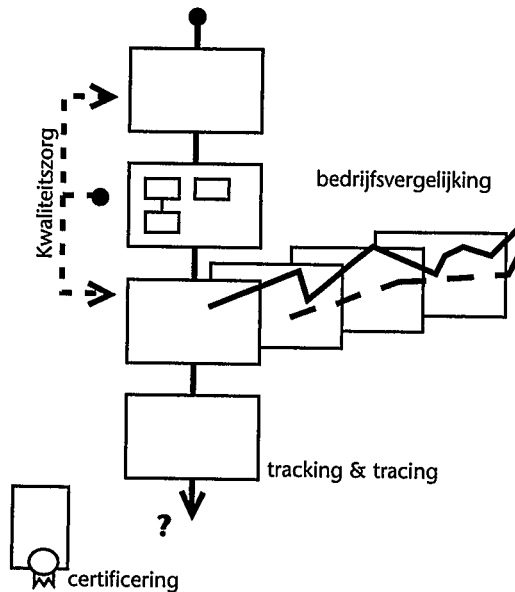 Kwaliteitszorg
bedrijfsvergelijking
tracking & tracing
?
certificering